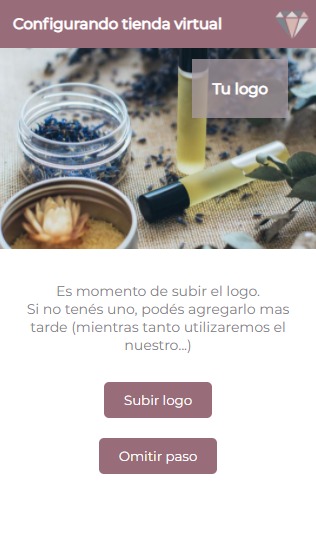 Configurando tienda virtual
Tu logo
Es momento de subir el logo.
Si no tenés uno, podés agregarlo mas
tarde (mientras tanto utilizaremos el
nuestro...)
Subir logo
Omitir paso